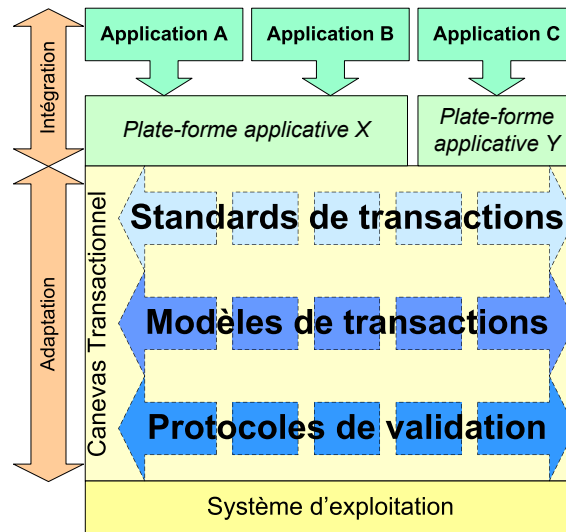 Intégration
Application A
Application B
Application C
Plate-forme applicative X
Plate-forme
applicative Y
Adaptation
Canevas Transactionnel
Standards de transactions
Modèles de transactions
Protocoles de validation
Système d’exploitation